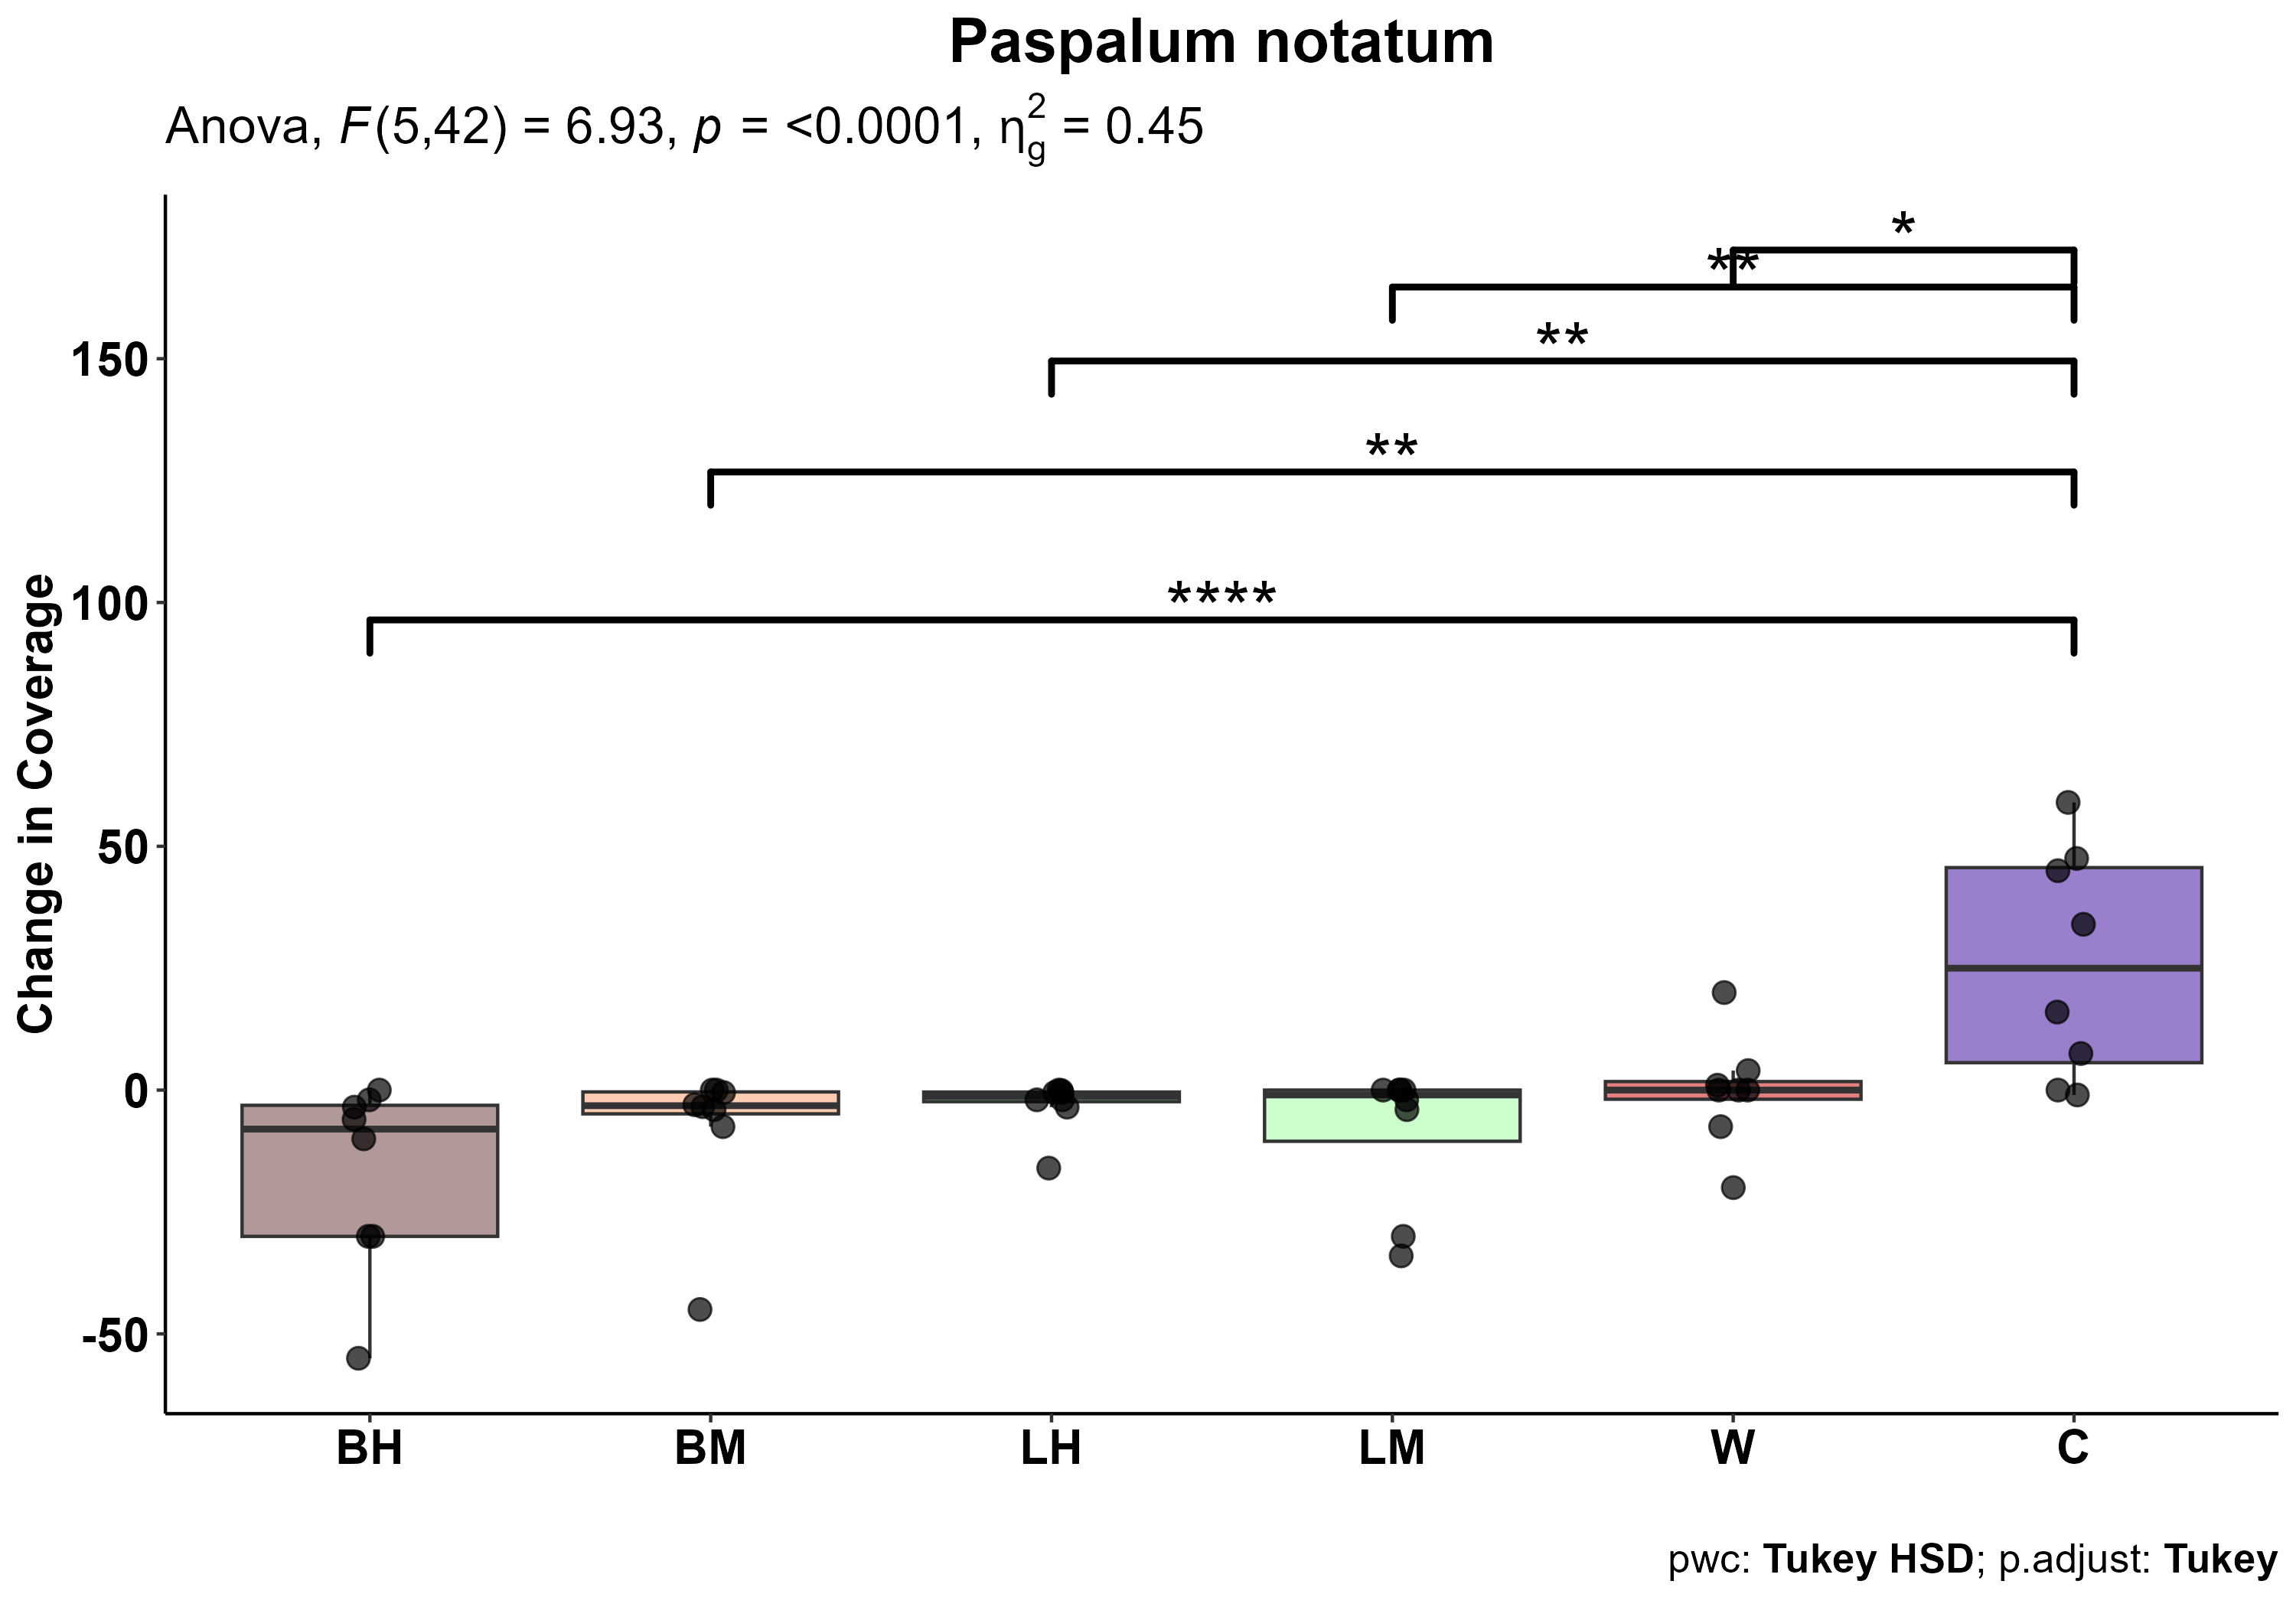 Paspalum notatum
Anova, F(5,42) = 6.93, p = <0.0001, η²g = 0.45
*
**
**
**
****
150
100
50
0
-50
Change in Coverage
BH BM LH LM W C
pwc: Tukey HSD; p.adjust: Tukey